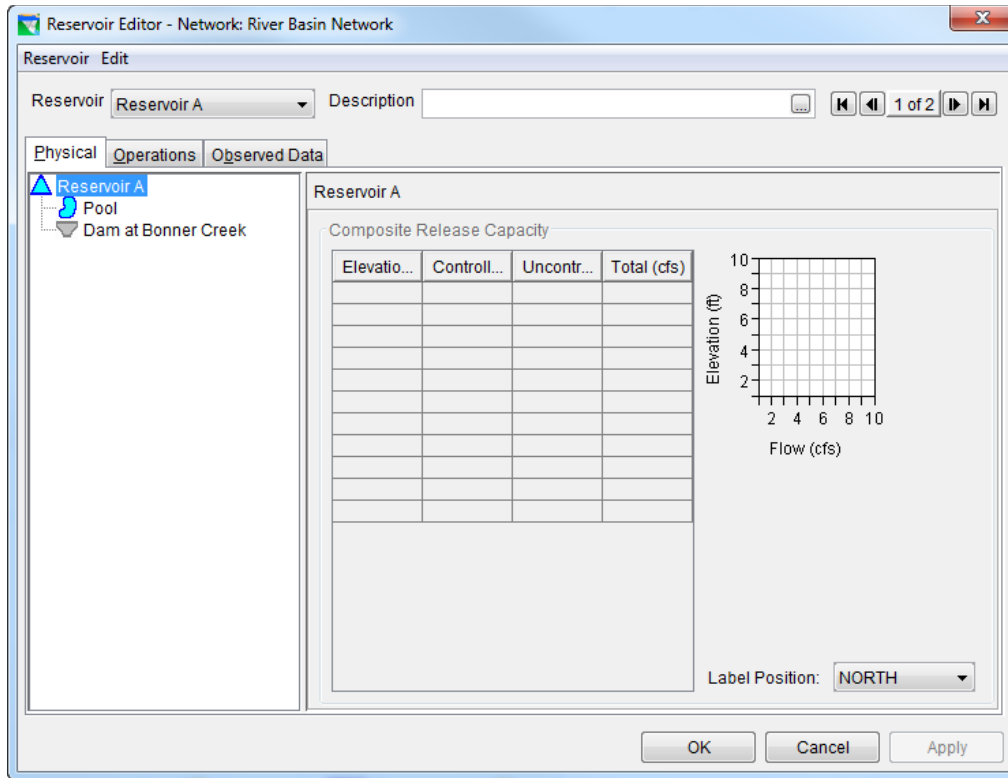 Reservoir Editor - Network: River Basin Network
Reservoir Edit
Reservoir Reservoir A Description ... 1 of 2
Physical Operations Observed Data
Reservoir A
Pool
Dam at Bonner Creek
Reservoir A
Composite Release Capacity
Elevatio... Controll... Uncontr... Total (cfs)
Elevation (ft)
10
8
6
4
2
2 4 6 8 10
Flow (cfs)
Label Position: NORTH
OK Cancel Apply